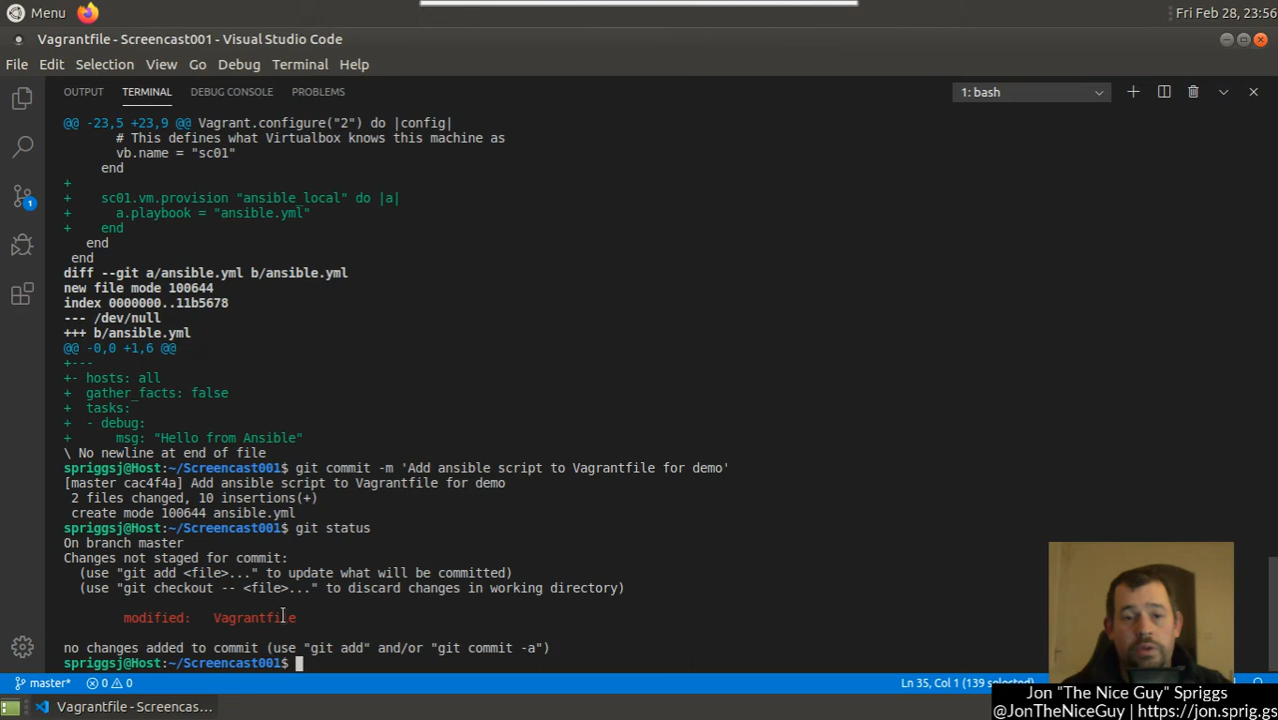 Menu
Fri Feb 28, 23:56
Vagrantfile - Screencast001 - Visual Studio Code
File Edit Selection View Go Debug Terminal Help
OUTPUT TERMINAL DEBUG CONSOLE PROBLEMS 1: bash
@@ -23,5 +23,9 @@ Vagrant.configure("2") do |config|
# This defines what Virtualbox knows this machine as
vb.name = "sc01"
end
+
+ sc01.vm.provision "ansible_local" do |a|
+ a.playbook = "ansible.yml"
+ end
end
end
diff --git a/ansible.yml b/ansible.yml
new file mode 100644
index 0000000..11b5678
--- /dev/null
+++ b/ansible.yml
@@ -0,0 +1,6 @@
+---
+- hosts: all
+ gather_facts: false
+ tasks:
+ - debug:
+ msg: "Hello from Ansible"
\ No newline at end of file
spriggsj@Host:~/Screencast001$ git commit -m 'Add ansible script to Vagrantfile for demo'
[master cac4f4a] Add ansible script to Vagrantfile for demo
2 files changed, 10 insertions(+)
create mode 100644 ansible.yml
spriggsj@Host:~/Screencast001$ git status
On branch master
Changes not staged for commit:
(use "git add <file>..." to update what will be committed)
(use "git checkout -- <file>..." to discard changes in working directory)
modified: Vagrantfile
no changes added to commit (use "git add" and/or "git commit -a")
spriggsj@Host:~/Screencast001$
1
master* 0 0 Ln 35, Col 1 (139 selected)
Jon "The Nice Guy" Spriggs
@JonTheNiceGuy | https://jon.sprig.gs
Vagrantfile - Screencas...